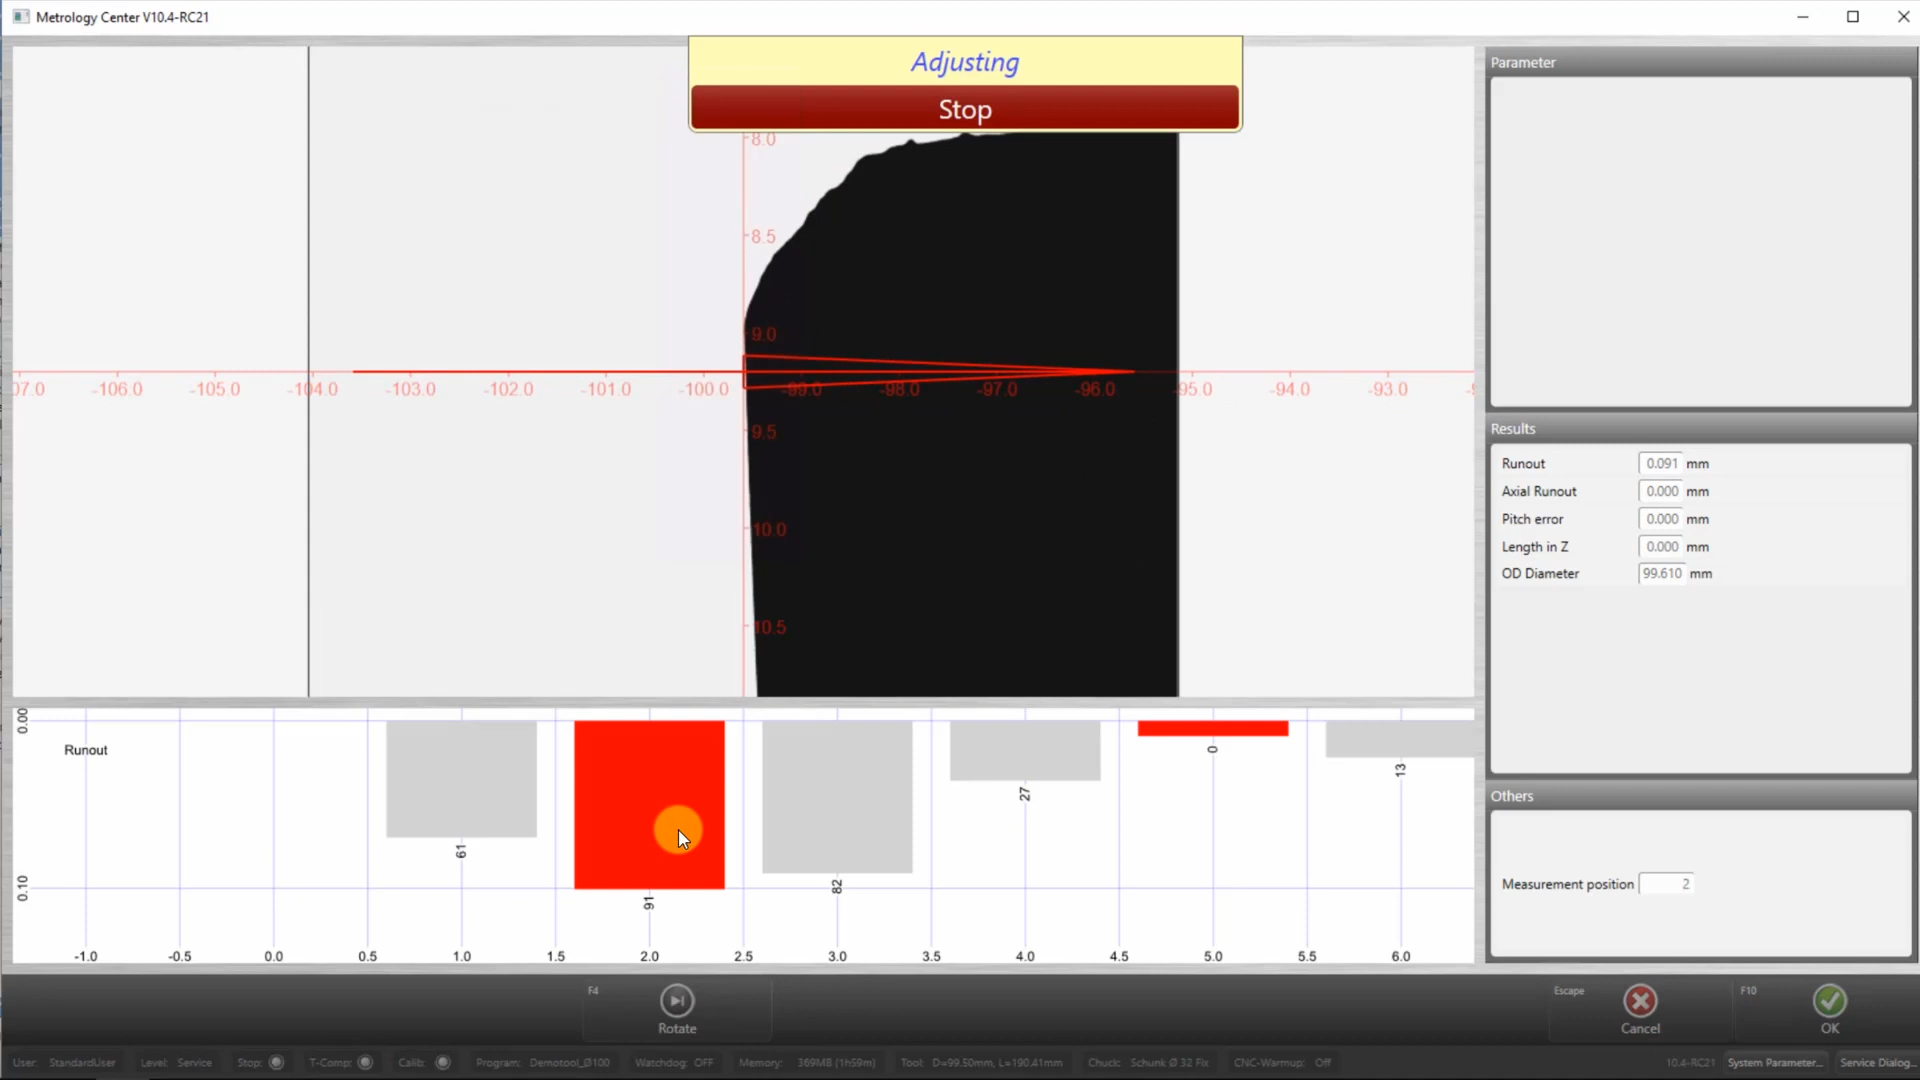 Metrology Center V10.4-RC21
Adjusting
Stop
8.0
8.5
9.0
-106.0 -105.0 -104.0 -103.0 -102.0 -101.0 -100.0 -99.0 -98.0 -97.0 -96.0 -95.0 -94.0 -93.0
9.5
10.0
10.5
Parameter
Results
Runout 0.091 mm
Axial Runout 0.000 mm
Pitch error 0.000 mm
Length in Z 0.000 mm
OD Diameter 99.610 mm
Others
Measurement position 2
0.00
Runout
61 91 82 27 0 13
0.10
-1.0 -0.5 0.0 0.5 1.0 1.5 2.0 2.5 3.0 3.5 4.0 4.5 5.0 5.5 6.0
F4 Rotate
Escape Cancel
F10 OK
User: StandardUser Level: Service Stop: T-Comp: Calib: Program: Demotool_Ø100 Watchdog: OFF Memory: 369MB (1h59m) Tool: D=99.50mm, L=190.41mm Chuck: Schunk Ø 32 Fix CNC-Warmup: Off 10.4-RC21 System Parameter... Service Dialog...